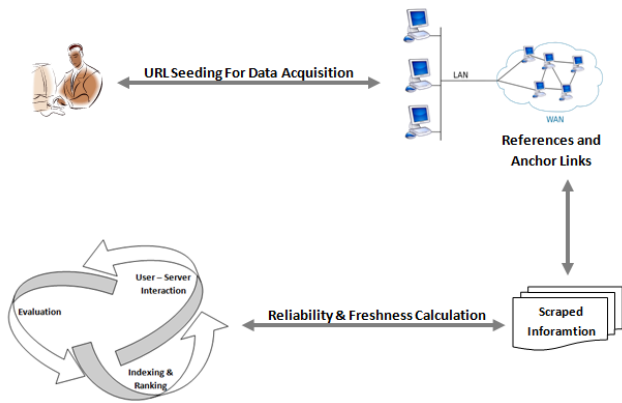 URL Seeding For Data Acquisition
LAN
WAN
References and
Anchor Links
User – Server
Interaction
Evaluation
Reliability & Freshness Calculation
Scraped
Inforamtion
Indexing &
Ranking